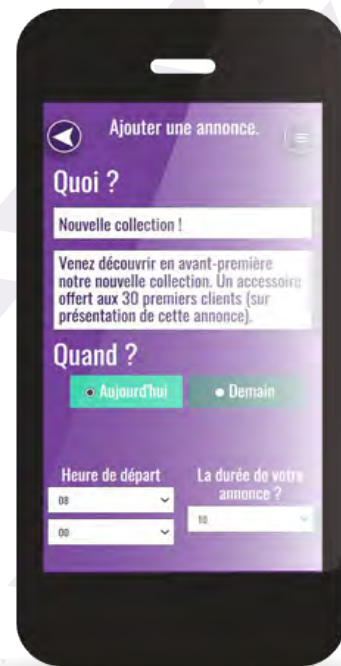 Ajouter une annonce.
Quoi ?
Nouvelle collection !
Venez découvrir en avant-première
notre nouvelle collection. Un accessoire
offert aux 30 premiers clients (sur
présentation de cette annonce).
Quand ?
Aujourd'hui
Demain
Heure de départ
08
00
La durée de votre
annonce ?
10